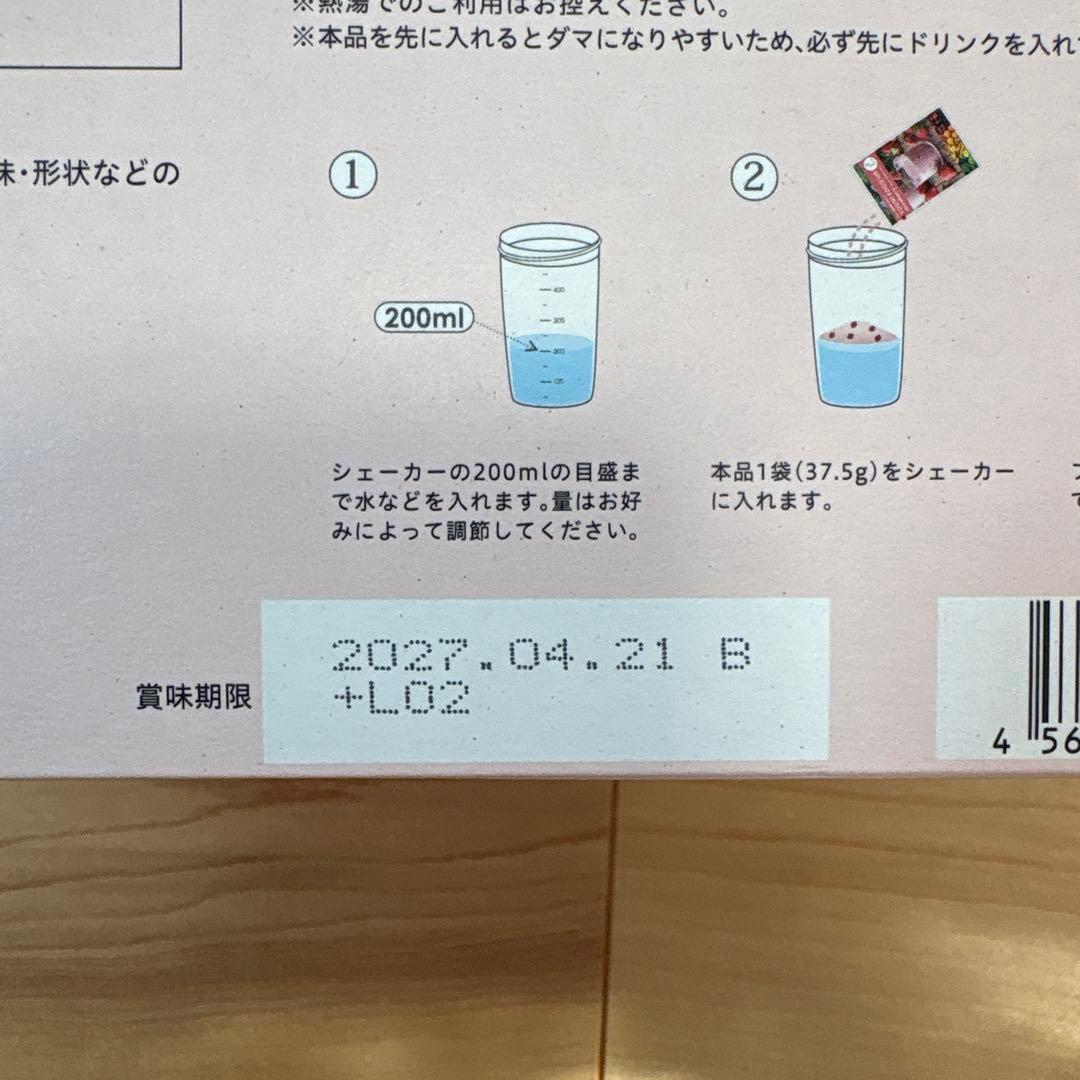 ※熱湯でのご利用はお控えください。
※本品を先に入れるとダマになりやすいため、必ず先にドリンクを入れ
味・形状などの
①
②
400
300
200
100
200ml
シェーカーの200mlの目盛ま
で水などを入れます。量はお好
みによって調節してください。
本品1袋(37.5g)をシェーカー
に入れます。
賞味期限
2027.04.21 B
+L02
4 56